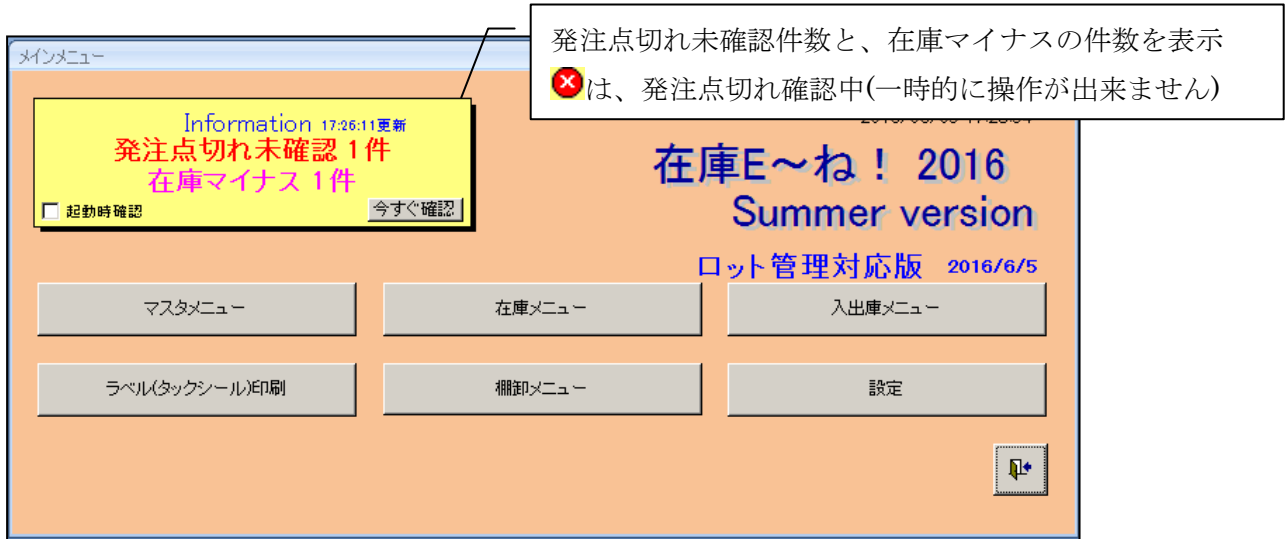 発注点切れ未確認件数と、在庫マイナスの件数を表示
は、発注点切れ確認中(一時的に操作が出来ません)
メインメニュー
Information 17:26:11更新
発注点切れ未確認 1件
在庫マイナス 1件
起動時確認
今すぐ確認
在庫E～ね！ 2016
Summer version
ロット管理対応版 2016/6/5
マスタメニュー
在庫メニュー
入出庫メニュー
ラベル(タックシール)印刷
棚卸メニュー
設定